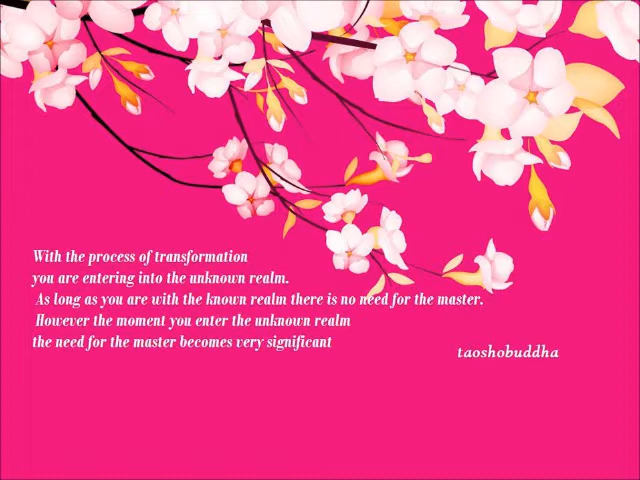 With the process of transformation
you are entering into the unknown realm.
As long as you are with the known realm there is no need for the master.
However the moment you enter the unknown realm
the need for the master becomes very significant
taoshobuddha